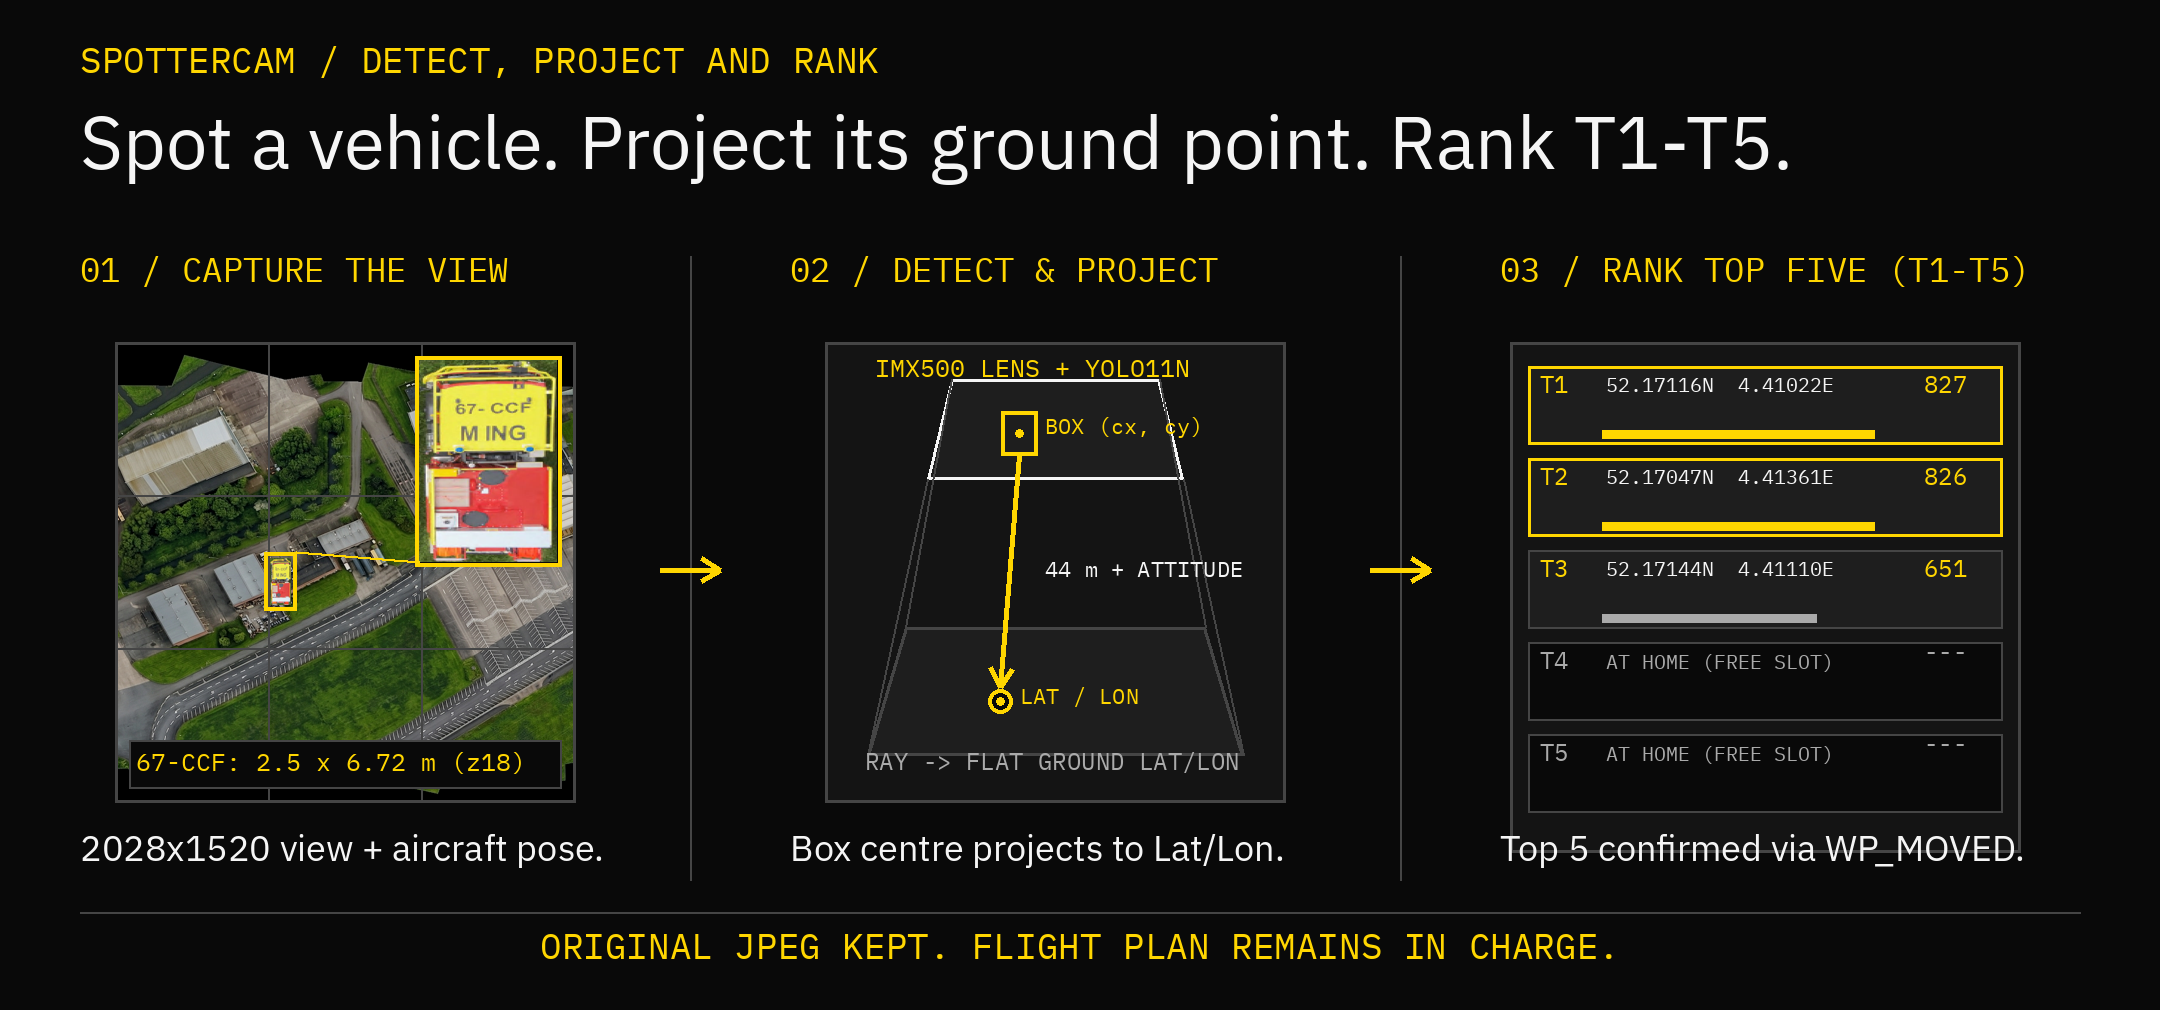 SPOTTERCAM / DETECT, PROJECT AND RANK
Spot a vehicle. Project its ground point. Rank T1-T5.
01 / CAPTURE THE VIEW
67- CCF
M ING
67-CCF: 2.5 x 6.72 m (z18)
2028x1520 view + aircraft pose.
02 / DETECT & PROJECT
IMX500 LENS + YOLO11N
BOX (cx, cy)
44 m + ATTITUDE
LAT / LON
RAY -> FLAT GROUND LAT/LON
Box centre projects to Lat/Lon.
03 / RANK TOP FIVE (T1-T5)
T1 52.17116N 4.41022E 827
T2 52.17047N 4.41361E 826
T3 52.17144N 4.41110E 651
T4 AT HOME (FREE SLOT) ---
T5 AT HOME (FREE SLOT) ---
Top 5 confirmed via WP_MOVED.
ORIGINAL JPEG KEPT. FLIGHT PLAN REMAINS IN CHARGE.